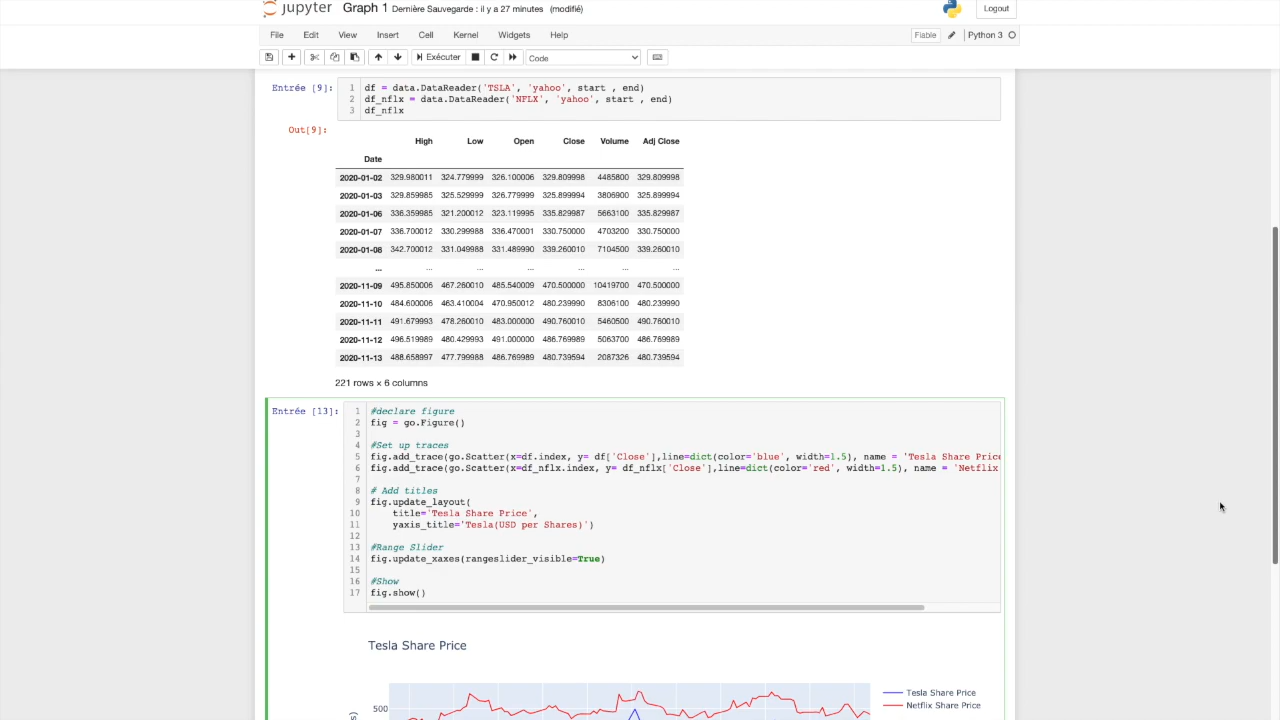 jupyter Graph 1 Dernière Sauvegarde : il y a 27 minutes (modifié)
Logout
File Edit View Insert Cell Kernel Widgets Help
Fiable Python 3
Exécuter Code
Entrée [9]:
1 df = data.DataReader('TSLA', 'yahoo', start , end)
2 df_nflx = data.DataReader('NFLX', 'yahoo', start , end)
3 df_nflx
Out[9]:
High Low Open Close Volume Adj Close
Date
2020-01-02 329.980011 324.779999 326.100006 329.809998 4485800 329.809998
2020-01-03 329.859985 325.529999 326.779999 325.899994 3806900 325.899994
2020-01-06 336.359985 321.200012 323.119995 335.829987 5663100 335.829987
2020-01-07 336.700012 330.299988 336.470001 330.750000 4703200 330.750000
2020-01-08 342.700012 331.049988 331.489990 339.260010 7104500 339.260010
... ... ... ... ... ... ...
2020-11-09 495.850006 467.260010 485.540009 470.500000 10419700 470.500000
2020-11-10 484.600006 463.410004 470.950012 480.239990 8306100 480.239990
2020-11-11 491.679993 478.260010 483.000000 490.760010 5460500 490.760010
2020-11-12 496.519989 480.429993 491.000000 486.769989 5063700 486.769989
2020-11-13 488.658997 477.799988 486.769989 480.739594 2087326 480.739594
221 rows × 6 columns
Entrée [13]:
1 #declare figure
2 fig = go.Figure()
3
4 #Set up traces
5 fig.add_trace(go.Scatter(x=df.index, y= df['Close'],line=dict(color='blue', width=1.5), name = 'Tesla Share Price
6 fig.add_trace(go.Scatter(x=df_nflx.index, y= df_nflx['Close'],line=dict(color='red', width=1.5), name = 'Netflix
7
8 # Add titles
9 fig.update_layout(
10 title='Tesla Share Price',
11 yaxis_title='Tesla(USD per Shares)')
12
13 #Range Slider
14 fig.update_xaxes(rangeslider_visible=True)
15
16 #Show
17 fig.show()
Tesla Share Price
Tesla Share Price
Netflix Share Price
500